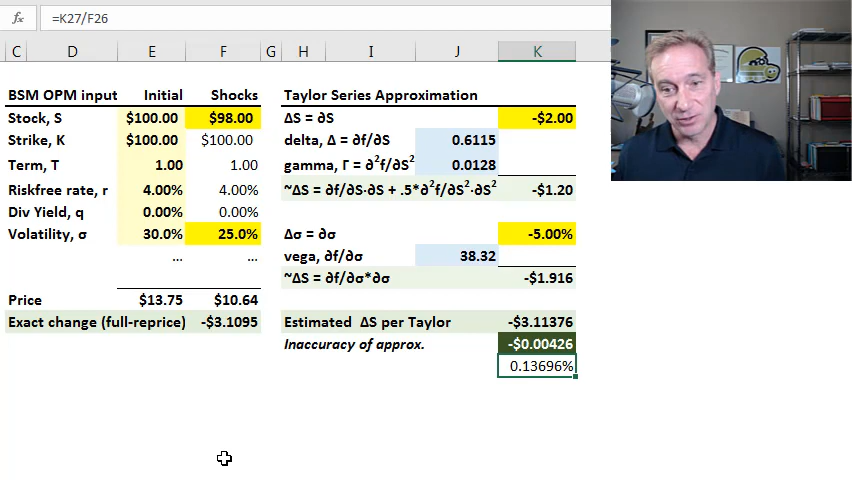 fx =K27/F26
C D E F G H I J K
BSM OPM input Initial Shocks Taylor Series Approximation
Stock, S $100.00 $98.00 ΔS = ∂S -$2.00
Strike, K $100.00 $100.00 delta, Δ = ∂f/∂S 0.6115
Term, T 1.00 1.00 gamma, Γ = ∂²f/∂S² 0.0128
Riskfree rate, r 4.00% 4.00% ~ΔS = ∂f/∂S·∂S + .5*∂²f/∂S²·∂S² -$1.20
Div Yield, q 0.00% 0.00%
Volatility, σ 30.0% 25.0% Δσ = ∂σ -5.00%
... ... vega, ∂f/∂σ 38.32
~ΔS = ∂f/∂σ*∂σ -$1.916
Price $13.75 $10.64
Exact change (full-reprice) -$3.1095 Estimated ΔS per Taylor -$3.11376
Inaccuracy of approx. -$0.00426
0.13696%